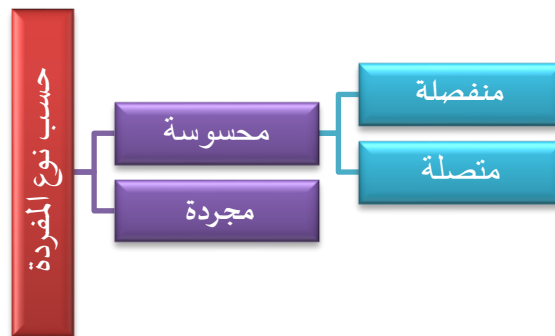 حسب نوع المفردة
محسوسة
منفصلة
متصلة
مجردة